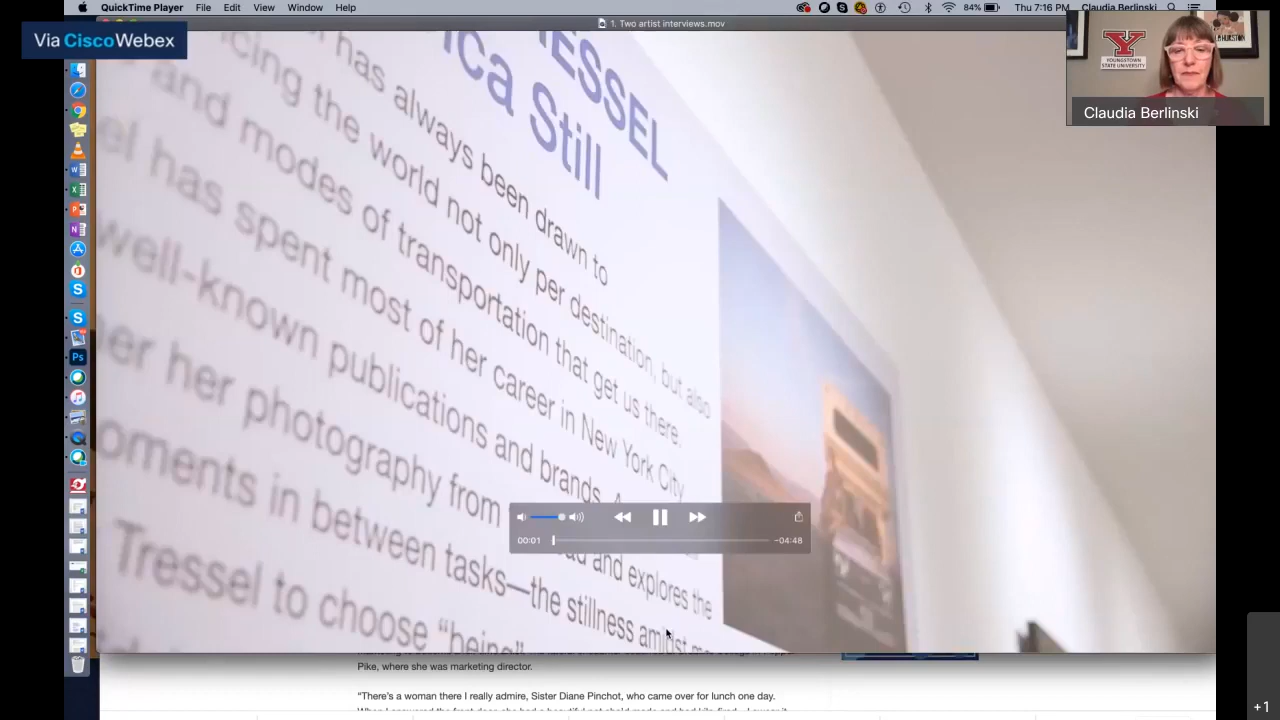 QuickTime Player File Edit View Window Help
84% Thu 7:16 PM Claudia Berlinski
1. Two artist interviews.mov
Via Cisco Webex
Y
YOUNGSTOWN
STATE UNIVERSITY
Claudia Berlinski
ESSEL
ica Still
has always been drawn to
cing the world not only per destination, but also
and modes of transportation that get us there.
el has spent most of her career in New York City
well-known publications and brands. A
er her photography from
ad and explores the
oments in between tasks—the stillness amidst
Tressel to choose “being”
00:01
-04:48
Pike, where she was marketing director.
“There's a woman there I really admire, Sister Diane Pinchot, who came over for lunch one day.
+1